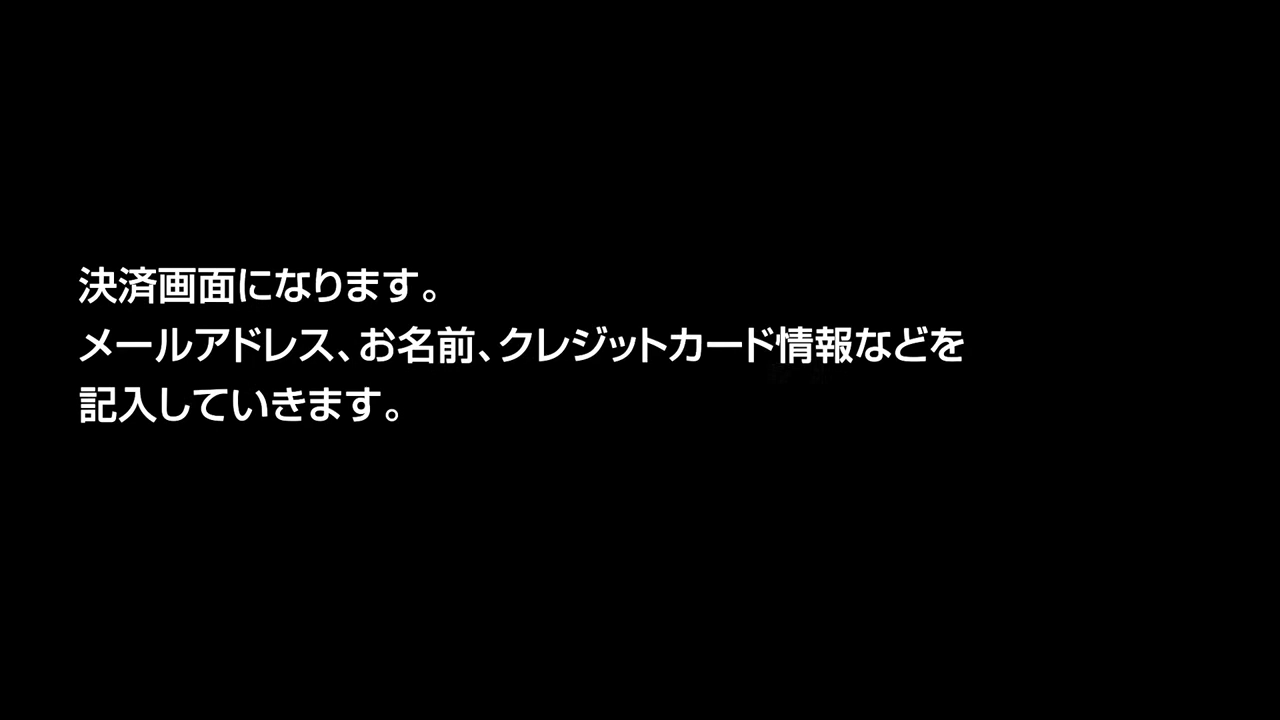 決済画面になります。
メールアドレス、お名前、クレジットカード情報などを
記入していきます。